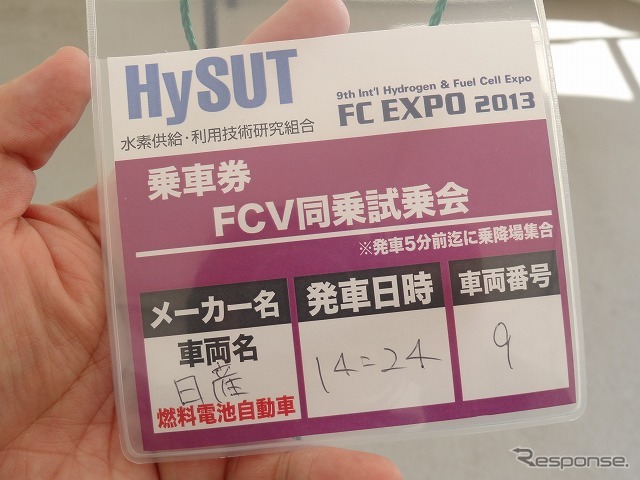 HySUT
水素供給・利用技術研究組合
9th Int'l Hydrogen & Fuel Cell Expo
FC EXPO 2013
乗車券
FCV同乗試乗会
※発車5分前迄に乗降場集合
メーカー名
車両名
日産
燃料電池自動車
発車日時
14=24
車両番号
9
Response.